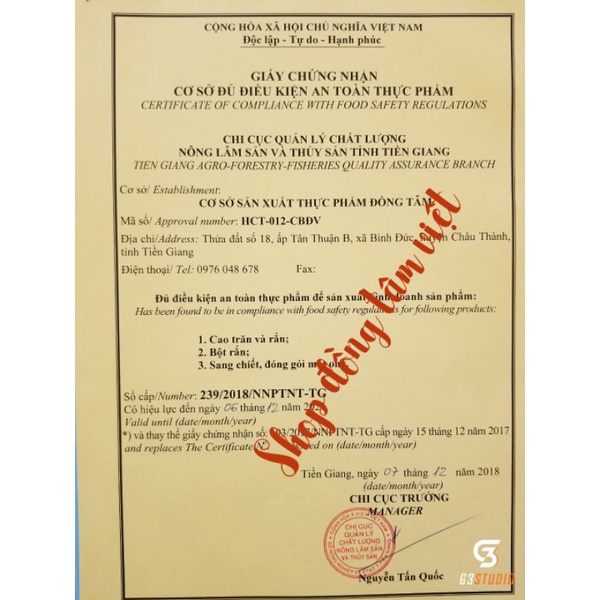 CỘNG HÒA XÃ HỘI CHỦ NGHĨA VIỆT NAM
Độc lập - Tự do - Hạnh phúc
GIẤY CHỨNG NHẬN
CƠ SỞ ĐỦ ĐIỀU KIỆN AN TOÀN THỰC PHẨM
CERTIFICATE OF COMPLIANCE WITH FOOD SAFETY REGULATIONS
CHI CỤC QUẢN LÝ CHẤT LƯỢNG
NÔNG LÂM SẢN VÀ THỦY SẢN TỈNH TIỀN GIANG
TIEN GIANG AGRO-FORESTRY-FISHERIES QUALITY ASSURANCE BRANCH
Cơ sở/ Establishment:
CƠ SỞ SẢN XUẤT THỰC PHẨM ĐỒNG TÂM
Mã số/ Approval number: HCT-012-CBĐV
Địa chỉ/Address: Thửa đất số 18, ấp Tân Thuận B, xã Bình Đức, huyện Châu Thành,
tỉnh Tiền Giang
Điện thoại/ Tel: 0976 048 678 Fax:
Đủ điều kiện an toàn thực phẩm để sản xuất kinh doanh sản phẩm:
Has been found to be in compliance with food safety regulations for following products:
1. Cao trăn và rắn;
2. Bột rắn;
3. Sang chiết, đóng gói mật ong.
Số cấp/Number: 239/2018/NNPTNT-TG
Có hiệu lực đến ngày 06 tháng 12 năm
Valid until (date/month/year)
*) và thay thế giấy chứng nhận số: /2017/NNPTNT-TG cấp ngày 15 tháng 12 năm 2017
and replaces The Certificate N° issued on (date/month/year)
Shop đồng lâm việt
Tiền Giang, ngày 07 tháng 12 năm 2018
(date/month/year)
CHI CỤC TRƯỞNG
MANAGER
CHI CỤC
QUẢN LÝ
CHẤT LƯỢNG
NÔNG LÂM SẢN
VÀ THỦY SẢN
Nguyễn Tấn Quốc
G3STUDIO